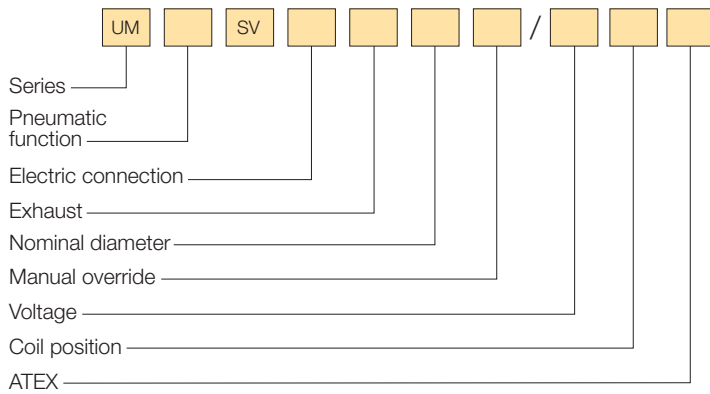 UM SV /
Series
Pneumatic
function
Electric connection
Exhaust
Nominal diameter
Manual override
Voltage
Coil position
ATEX